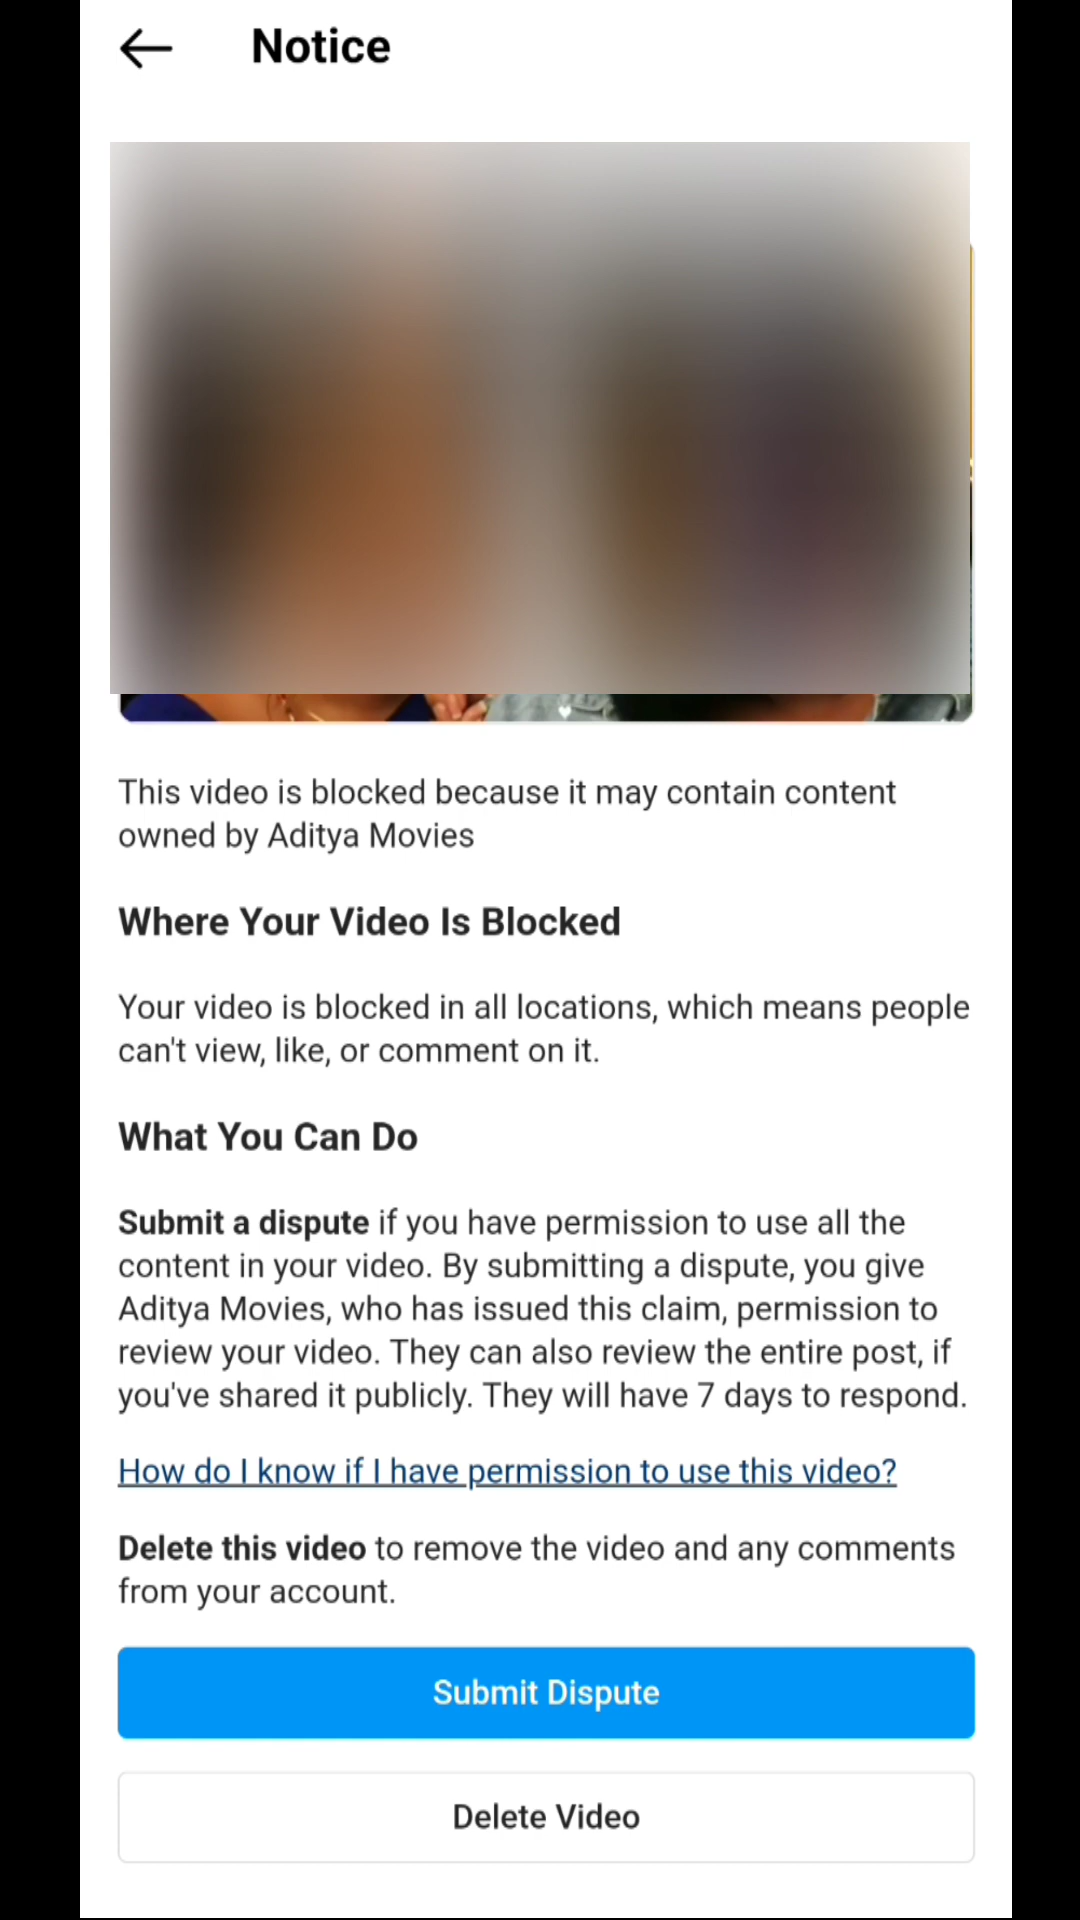 Notice
This video is blocked because it may contain content
owned by Aditya Movies
Where Your Video Is Blocked
Your video is blocked in all locations, which means people
can't view, like, or comment on it.
What You Can Do
Submit a dispute if you have permission to use all the
content in your video. By submitting a dispute, you give
Aditya Movies, who has issued this claim, permission to
review your video. They can also review the entire post, if
you've shared it publicly. They will have 7 days to respond.
How do I know if I have permission to use this video?
Delete this video to remove the video and any comments
from your account.
Submit Dispute
Delete Video